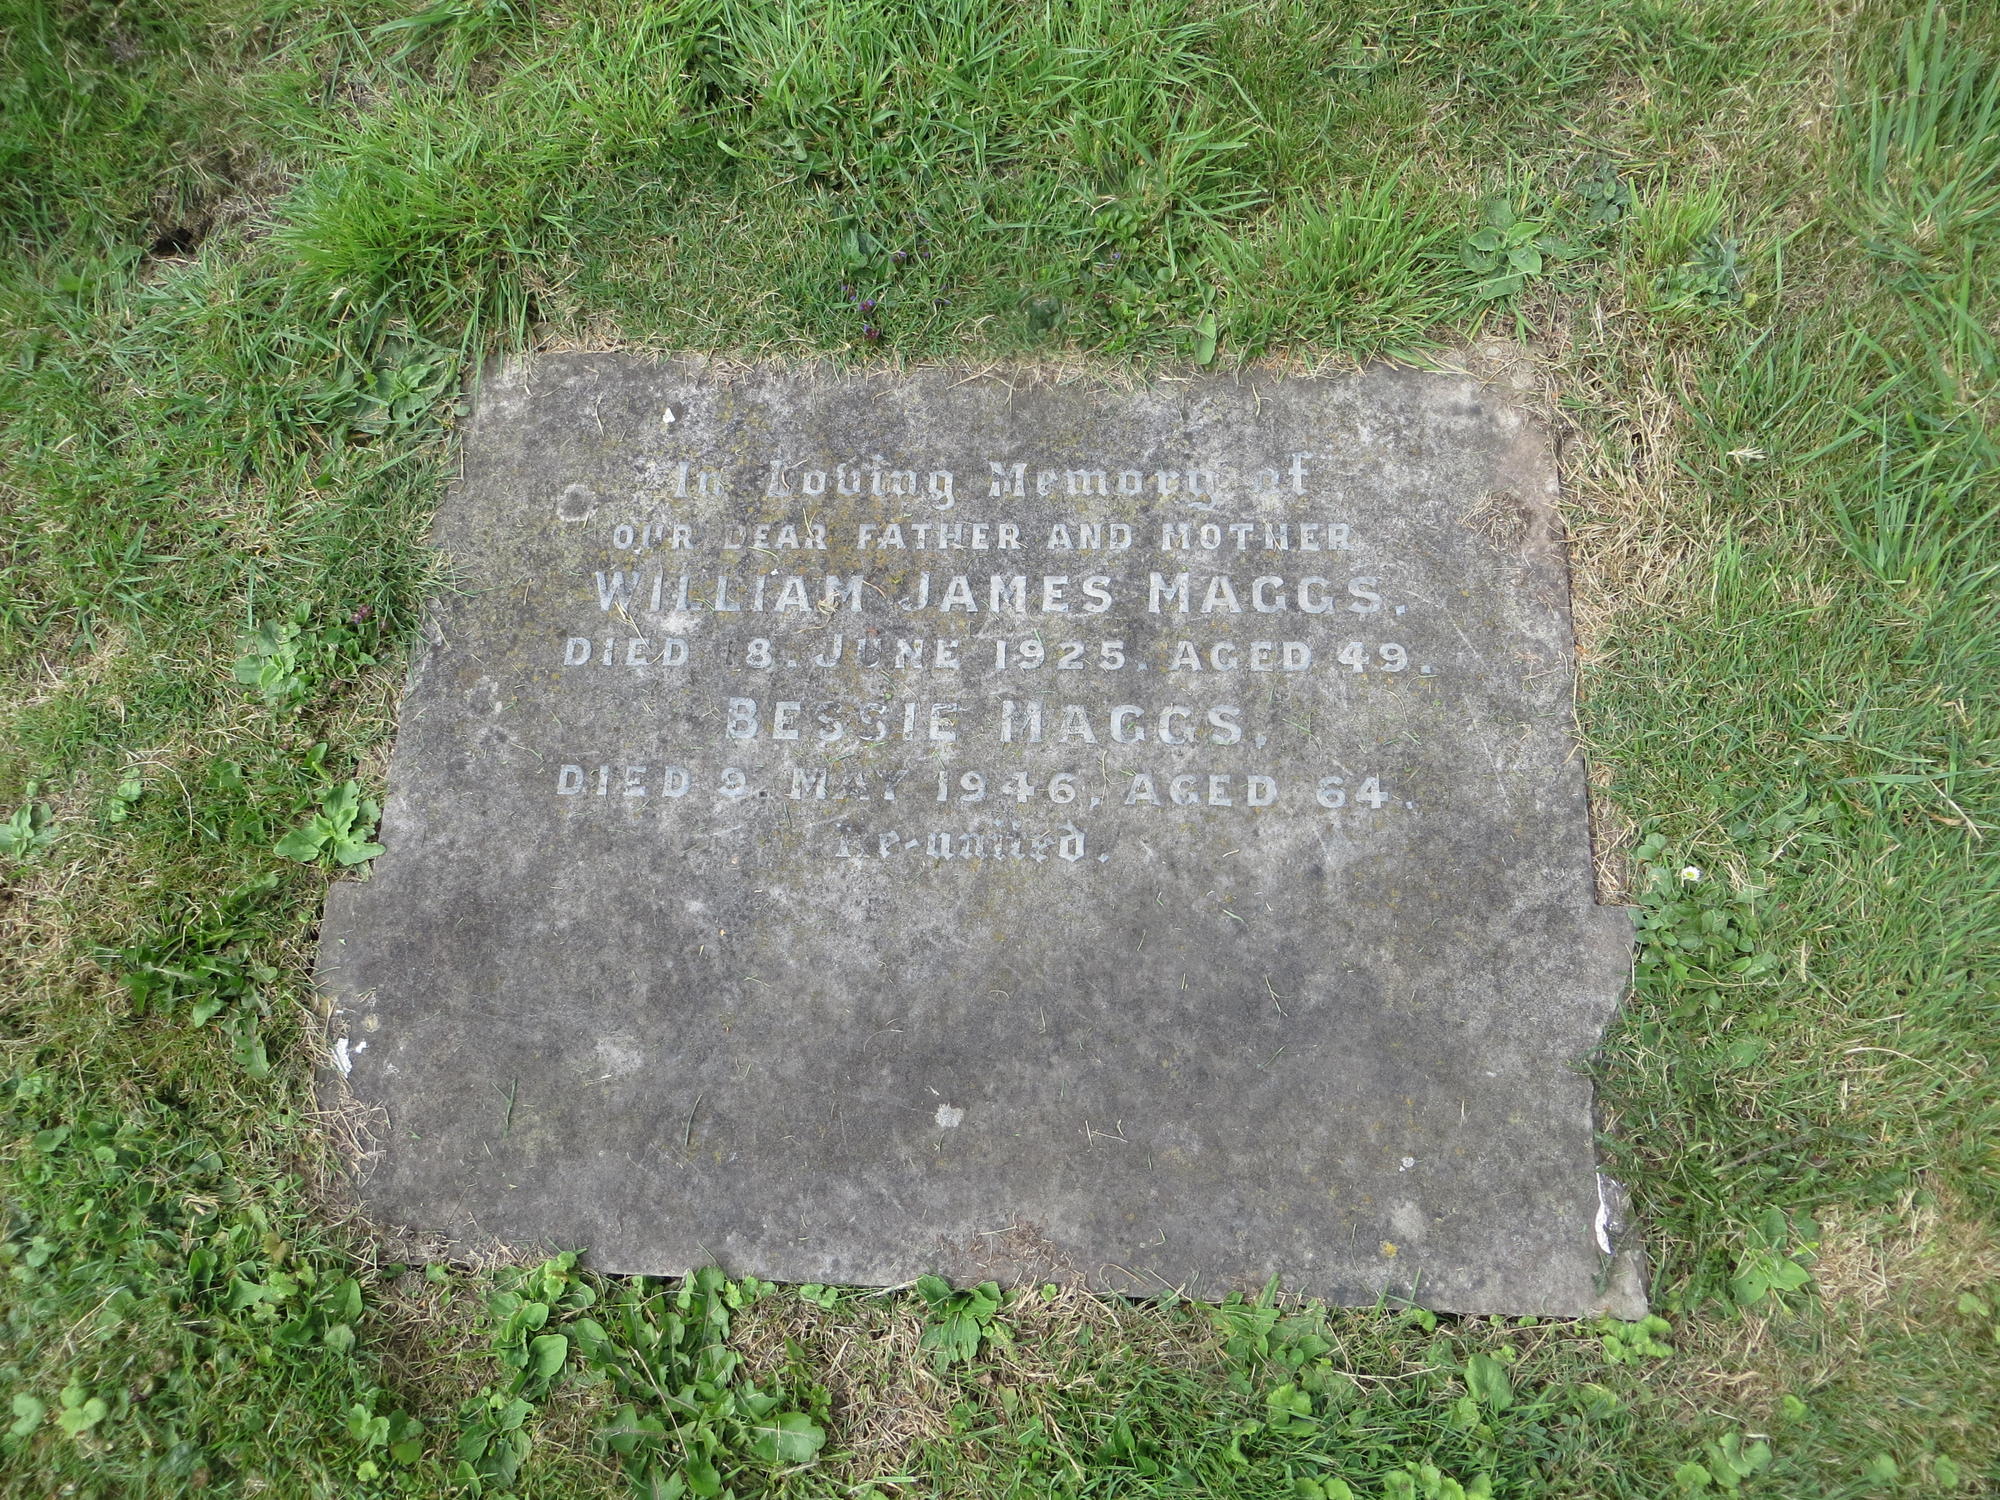 In Loving Memory of
OUR DEAR FATHER AND MOTHER
WILLIAM JAMES MAGGS.
DIED 18. JUNE 1925. AGED 49.
BESSIE MAGGS,
DIED 9. MAY 1946, AGED 64.
Re-united.